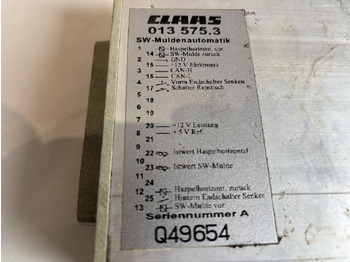 CLAAS
013 575.3
SW-Muldenautomatik
1 Haspelhorizont. vor
14 SW-Mulde zurück
2 GND
15 +12 V Elektronik
3 CAN-H
16 CAN-L
4 Vorn Endschalter Senken
17 Schalter Rapstisch
5
18
6
19
7
20 +12 V Leistung
8 + 5 V Ref.
21
9
22 Istwert Haspelhorizontal
10
23 Istwert SW-Mulde
11
24
12 Haspelhorizont. zurück
25 Hintern Endschalter Senken
13 SW-Mulde vor
Seriennummer A
Q49654